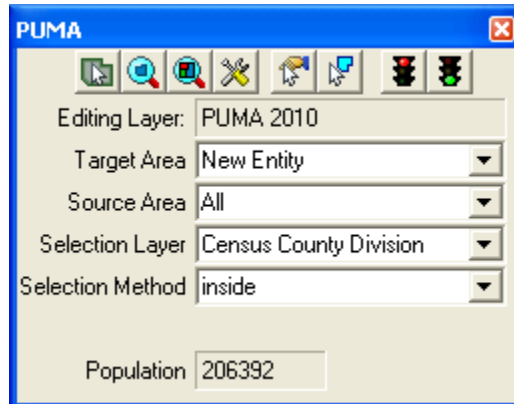 PUMA
Editing Layer: PUMA 2010
Target Area New Entity
Source Area All
Selection Layer Census County Division
Selection Method inside
Population 206392